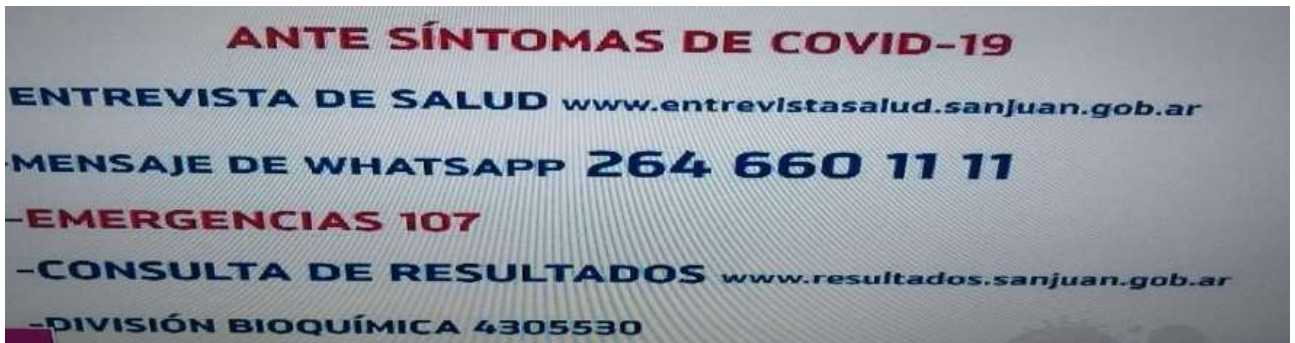 ANTE SÍNTOMAS DE COVID-19
ENTREVISTA DE SALUD www.entrevistasalud.sanjuan.gob.ar
-MENSAJE DE WHATSAPP 264 660 11 11
-EMERGENCIAS 107
-CONSULTA DE RESULTADOS www.resultados.sanjuan.gob.ar
-DIVISIÓN BIOQUÍMICA 4305530